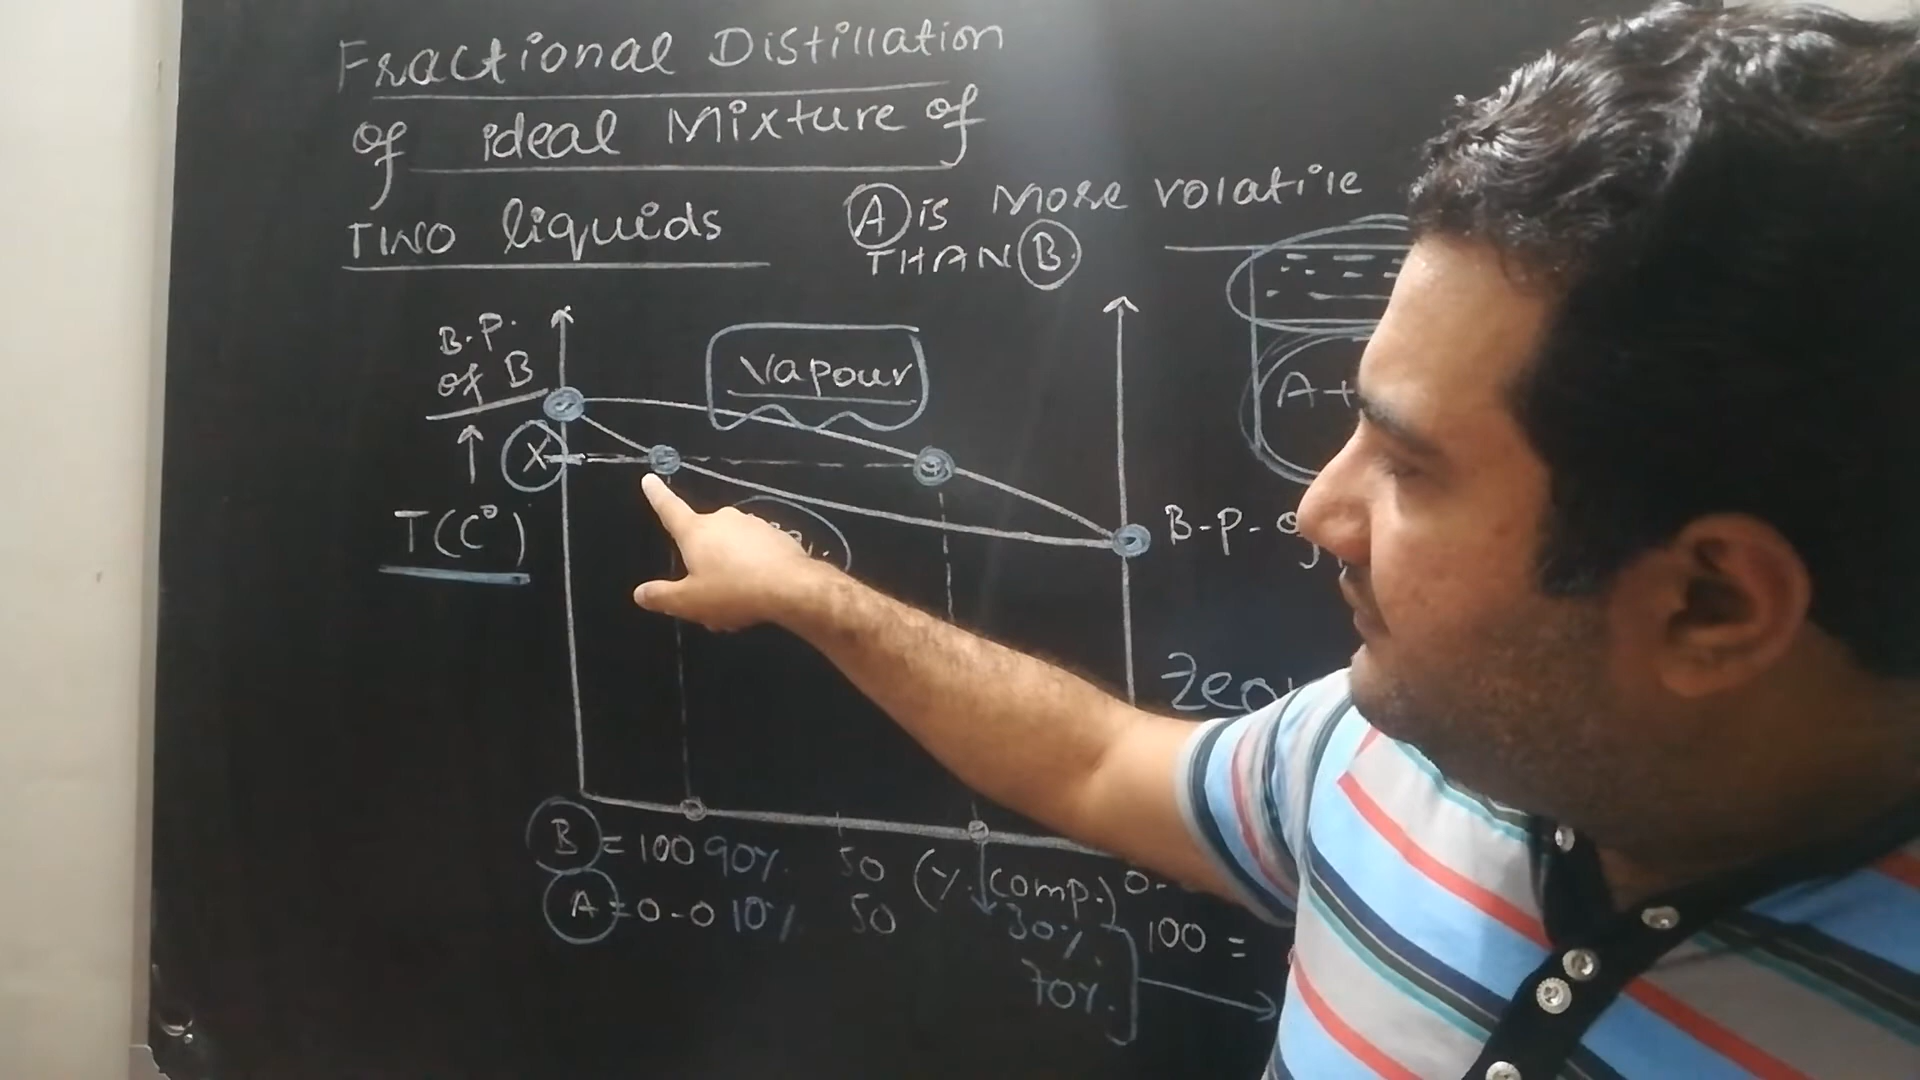 Fractional Distillation
of ideal Mixture of
TWO liquids
A is More volatile
THAN B
B.P.
of B
Vapour
X
T(C°)
A+
B-P-
B = 100 90%. 50 (%. comp.) 0-
A = 0-0 10%. 50 30%. 100 =
70%.